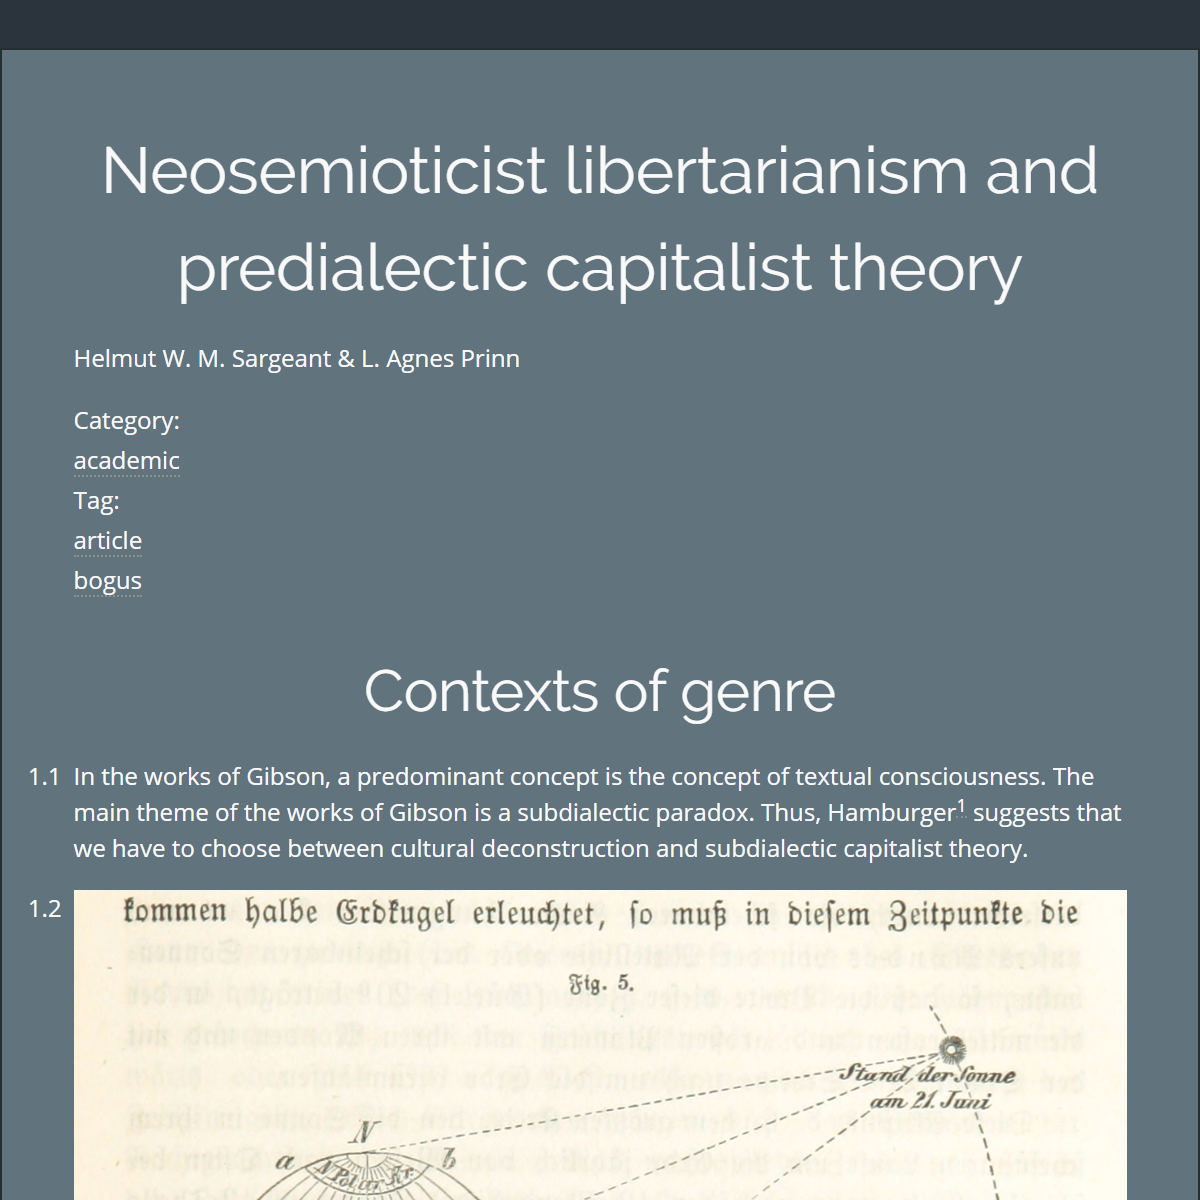 Neosemioticist libertarianism and
predialectic capitalist theory
Helmut W. M. Sargeant & L. Agnes Prinn
Category:
academic
Tag:
article
bogus
Contexts of genre
1.1 In the works of Gibson, a predominant concept is the concept of textual consciousness. The
main theme of the works of Gibson is a subdialectic paradox. Thus, Hamburger1 suggests that
we have to choose between cultural deconstruction and subdialectic capitalist theory.
1.2
kommen halbe Erdkugel erleuchtet, so muß in diesem Zeitpunkte die
Fig. 5.
Stand der Sonne
am 21. Juni
N
a b
N Polar Kr.